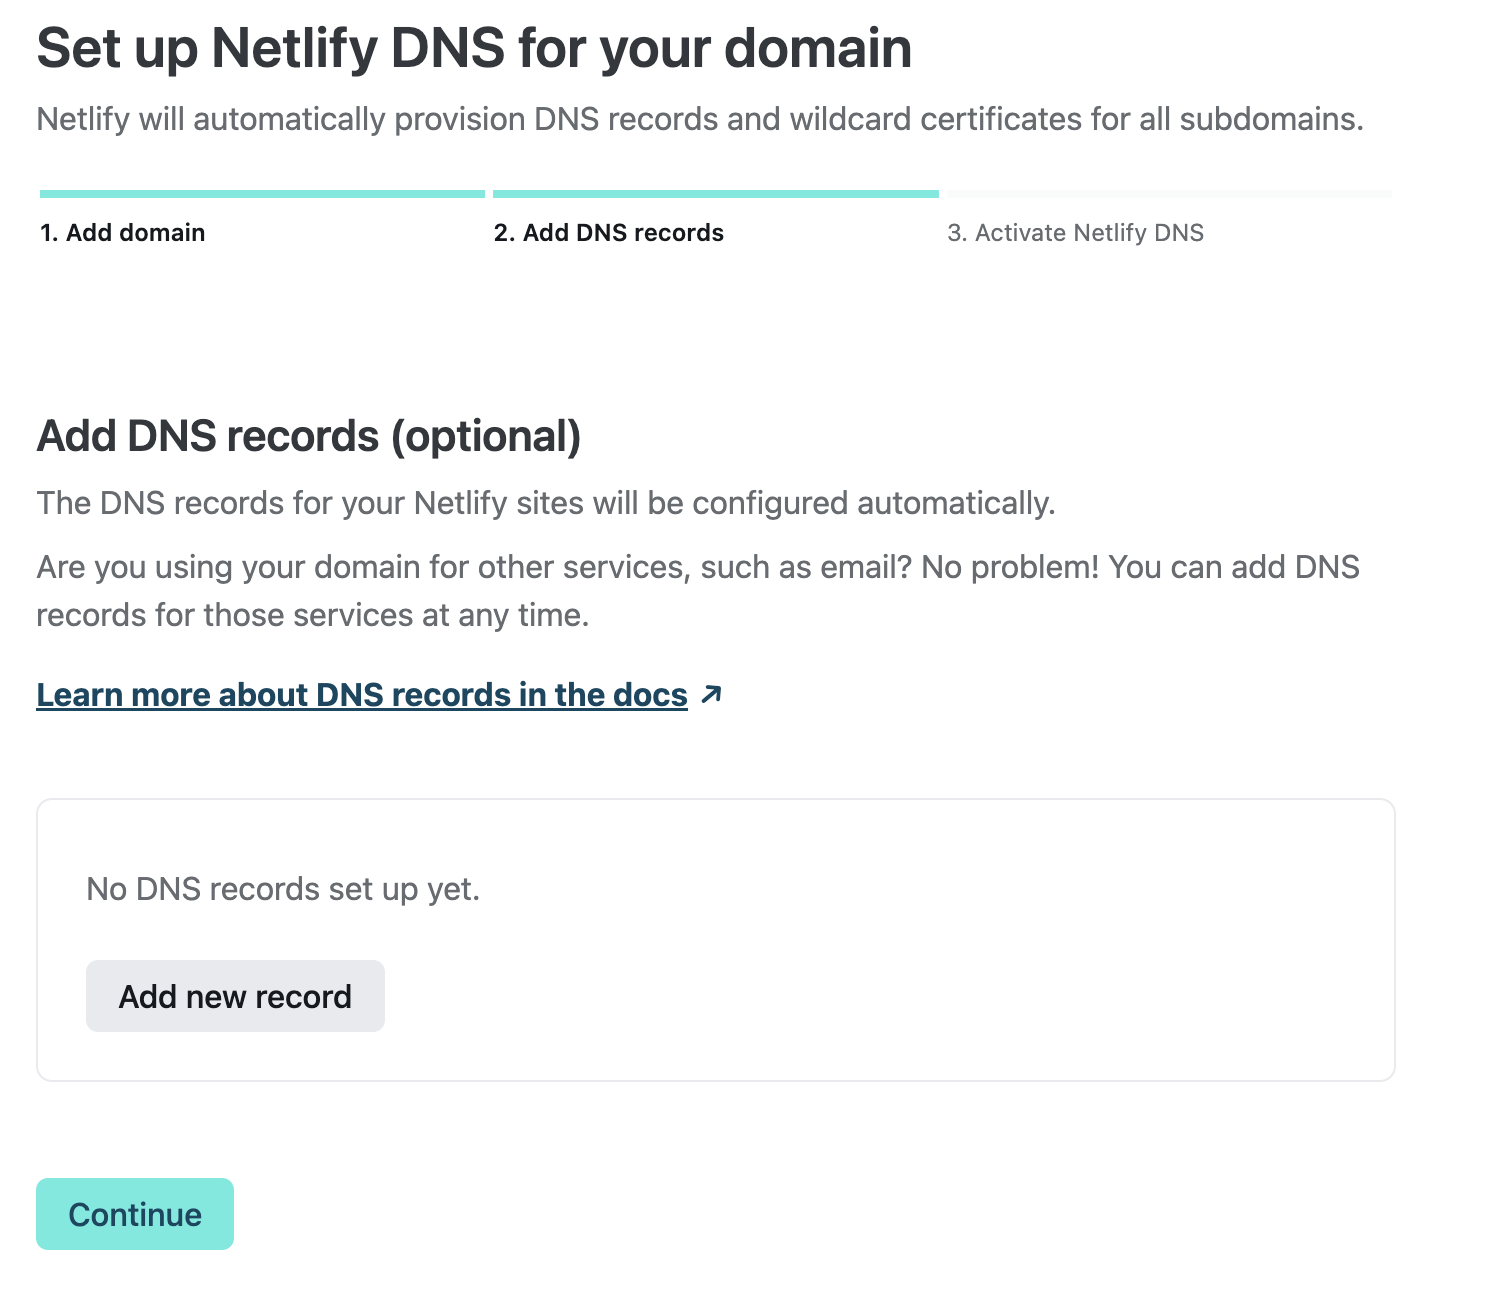 Set up Netlify DNS for your domain
Netlify will automatically provision DNS records and wildcard certificates for all subdomains.
1. Add domain
2. Add DNS records
3. Activate Netlify DNS
Add DNS records (optional)
The DNS records for your Netlify sites will be configured automatically.
Are you using your domain for other services, such as email? No problem! You can add DNS
records for those services at any time.
Learn more about DNS records in the docs
No DNS records set up yet.
Add new record
Continue